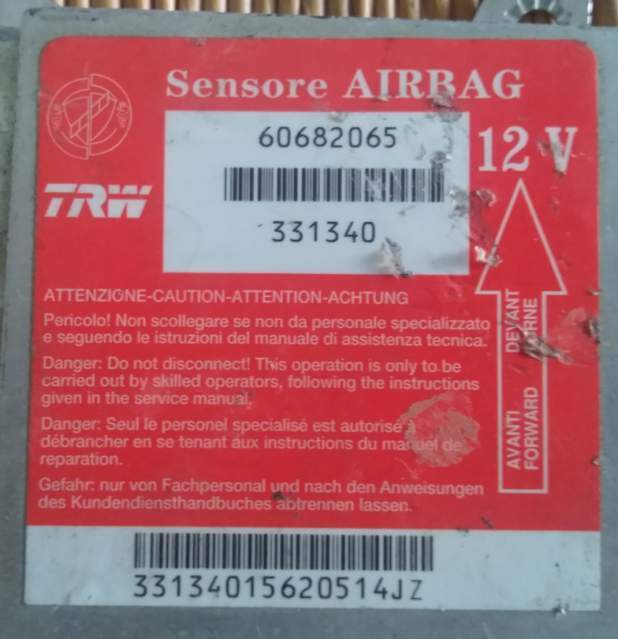 Sensore AIRBAG
60682065
12 V
TRW
331340
ATTENZIONE-CAUTION-ATTENTION-ACHTUNG
Pericolo! Non scollegare se non da personale specializzato
e seguendo le istruzioni del manuale di assistenza tecnica.
Danger: Do not disconnect! This operation is only to be
carried out by skilled operators, following the instructions
given in the service manual.
Danger: Seul le personel specialisé est autorisé à
débrancher en se tenant aux instructions du manuel de
reparation.
Gefahr: nur von Fachpersonal und nach den Anweisungen
des Kundendiensthandbuches abtrennen lassen.
AVANTI DEVANT
FORWARD
33134015620514JZ